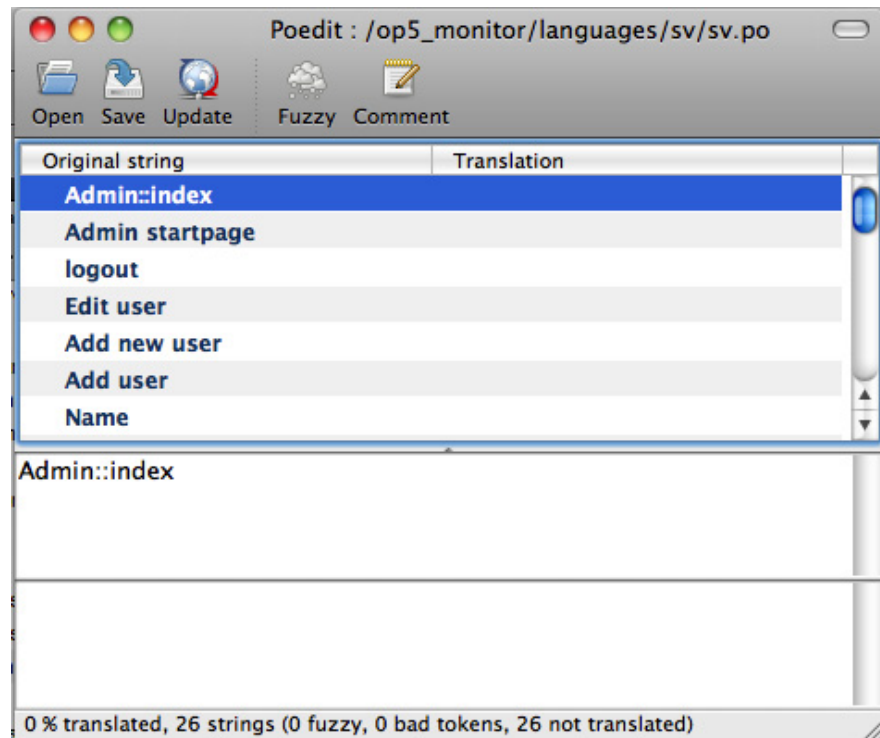 Poedit : /op5_monitor/languages/sv/sv.po
Open Save Update Fuzzy Comment
Original string Translation
Admin::index
Admin startpage
logout
Edit user
Add new user
Add user
Name
Admin::index
0 % translated, 26 strings (0 fuzzy, 0 bad tokens, 26 not translated)